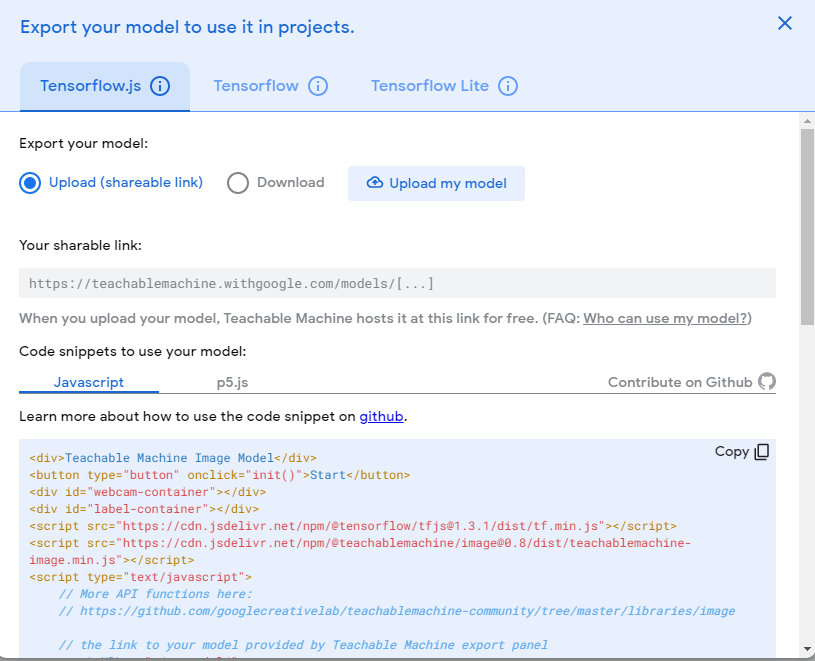 Export your model to use it in projects.
Tensorflow.js Tensorflow Tensorflow Lite
Export your model:
Upload (shareable link) Download Upload my model
Your sharable link:
https://teachablemachine.withgoogle.com/models/[...]
When you upload your model, Teachable Machine hosts it at this link for free. (FAQ: Who can use my model?)
Code snippets to use your model:
Javascript p5.js Contribute on Github
Learn more about how to use the code snippet on github.
Copy
<div>Teachable Machine Image Model</div>
<button type="button" onclick="init()">Start</button>
<div id="webcam-container"></div>
<div id="label-container"></div>
<script src="https://cdn.jsdelivr.net/npm/@tensorflow/tfjs@1.3.1/dist/tf.min.js"></script>
<script src="https://cdn.jsdelivr.net/npm/@teachablemachine/image@0.8/dist/teachablemachine-
image.min.js"></script>
<script type="text/javascript">
// More API functions here:
// https://github.com/googlecreativelab/teachablemachine-community/tree/master/libraries/image
// the link to your model provided by Teachable Machine export panel